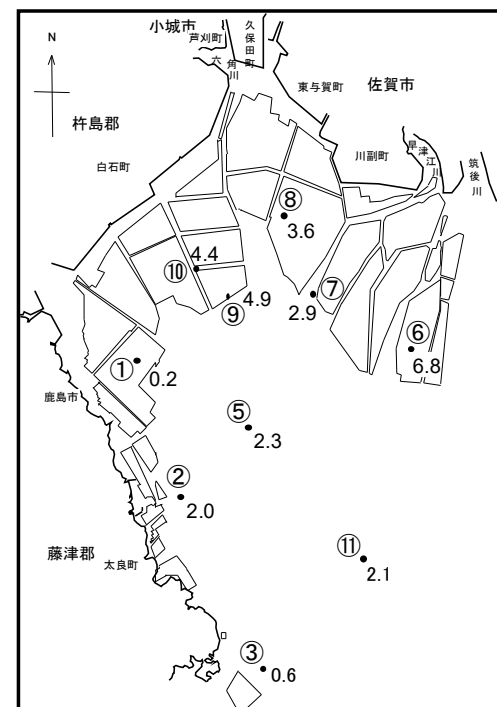 小城市
芦刈町
久保田町
六角川
N
東与賀町
佐賀市
杵島郡
川副町
早津江川
筑後川
白石町
⑧
3.6
⑩
4.4
⑨
4.9
⑦
2.9
⑥
6.8
①
0.2
鹿島市
⑤
2.3
②
2.0
藤津郡
太良町
⑪
2.1
③
0.6